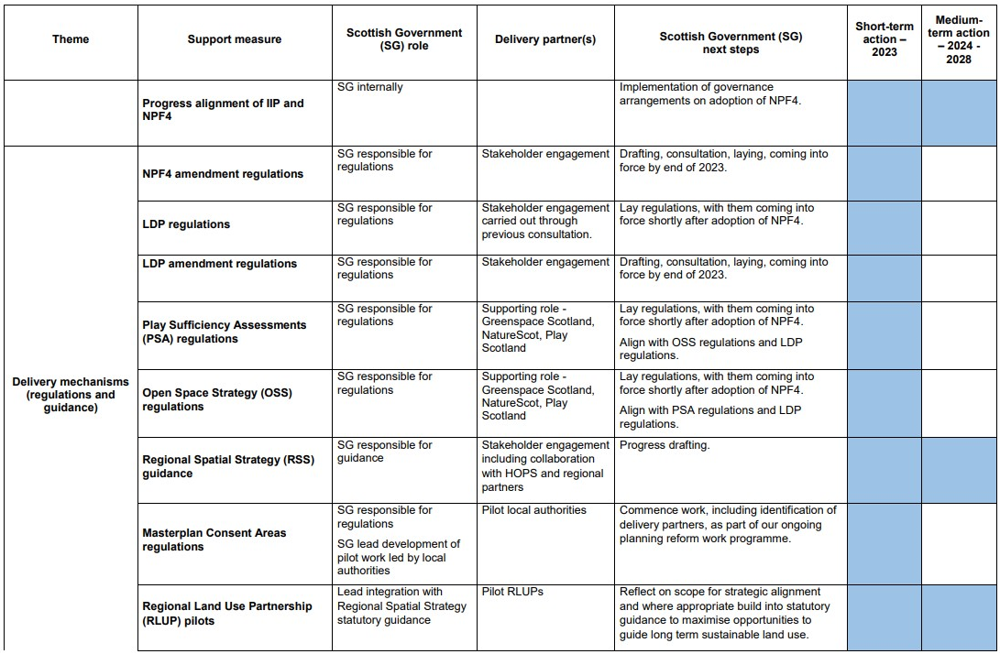 Theme
Support measure
Scottish Government
(SG) role
Delivery partner(s)
Scottish Government (SG)
next steps
Short-term
action –
2023
Medium-
term action
– 2024 -
2028
Progress alignment of IIP and
NPF4
SG internally
Implementation of governance
arrangements on adoption of NPF4.
Delivery mechanisms
(regulations and
guidance)
NPF4 amendment regulations
SG responsible for
regulations
Stakeholder engagement
Drafting, consultation, laying, coming into
force by end of 2023.
LDP regulations
SG responsible for
regulations
Stakeholder engagement
carried out through
previous consultation.
Lay regulations, with them coming into
force shortly after adoption of NPF4.
LDP amendment regulations
SG responsible for
regulations
Stakeholder engagement
Drafting, consultation, laying, coming into
force by end of 2023.
Play Sufficiency Assessments
(PSA) regulations
SG responsible for
regulations
Supporting role -
Greenspace Scotland,
NatureScot, Play
Scotland
Lay regulations, with them coming into
force shortly after adoption of NPF4.
Align with OSS regulations and LDP
regulations.
Open Space Strategy (OSS)
regulations
SG responsible for
regulations
Supporting role -
Greenspace Scotland,
NatureScot, Play
Scotland
Lay regulations, with them coming into
force shortly after adoption of NPF4.
Align with PSA regulations and LDP
regulations.
Regional Spatial Strategy (RSS)
guidance
SG responsible for
guidance
Stakeholder engagement
including collaboration
with HOPS and regional
partners
Progress drafting.
Masterplan Consent Areas
regulations
SG responsible for
regulations
SG lead development of
pilot work led by local
authorities
Pilot local authorities
Commence work, including identification of
delivery partners, as part of our ongoing
planning reform work programme.
Regional Land Use Partnership
(RLUP) pilots
Lead integration with
Regional Spatial Strategy
statutory guidance
Pilot RLUPs
Reflect on scope for strategic alignment
and where appropriate build into statutory
guidance to maximise opportunities to
guide long term sustainable land use.